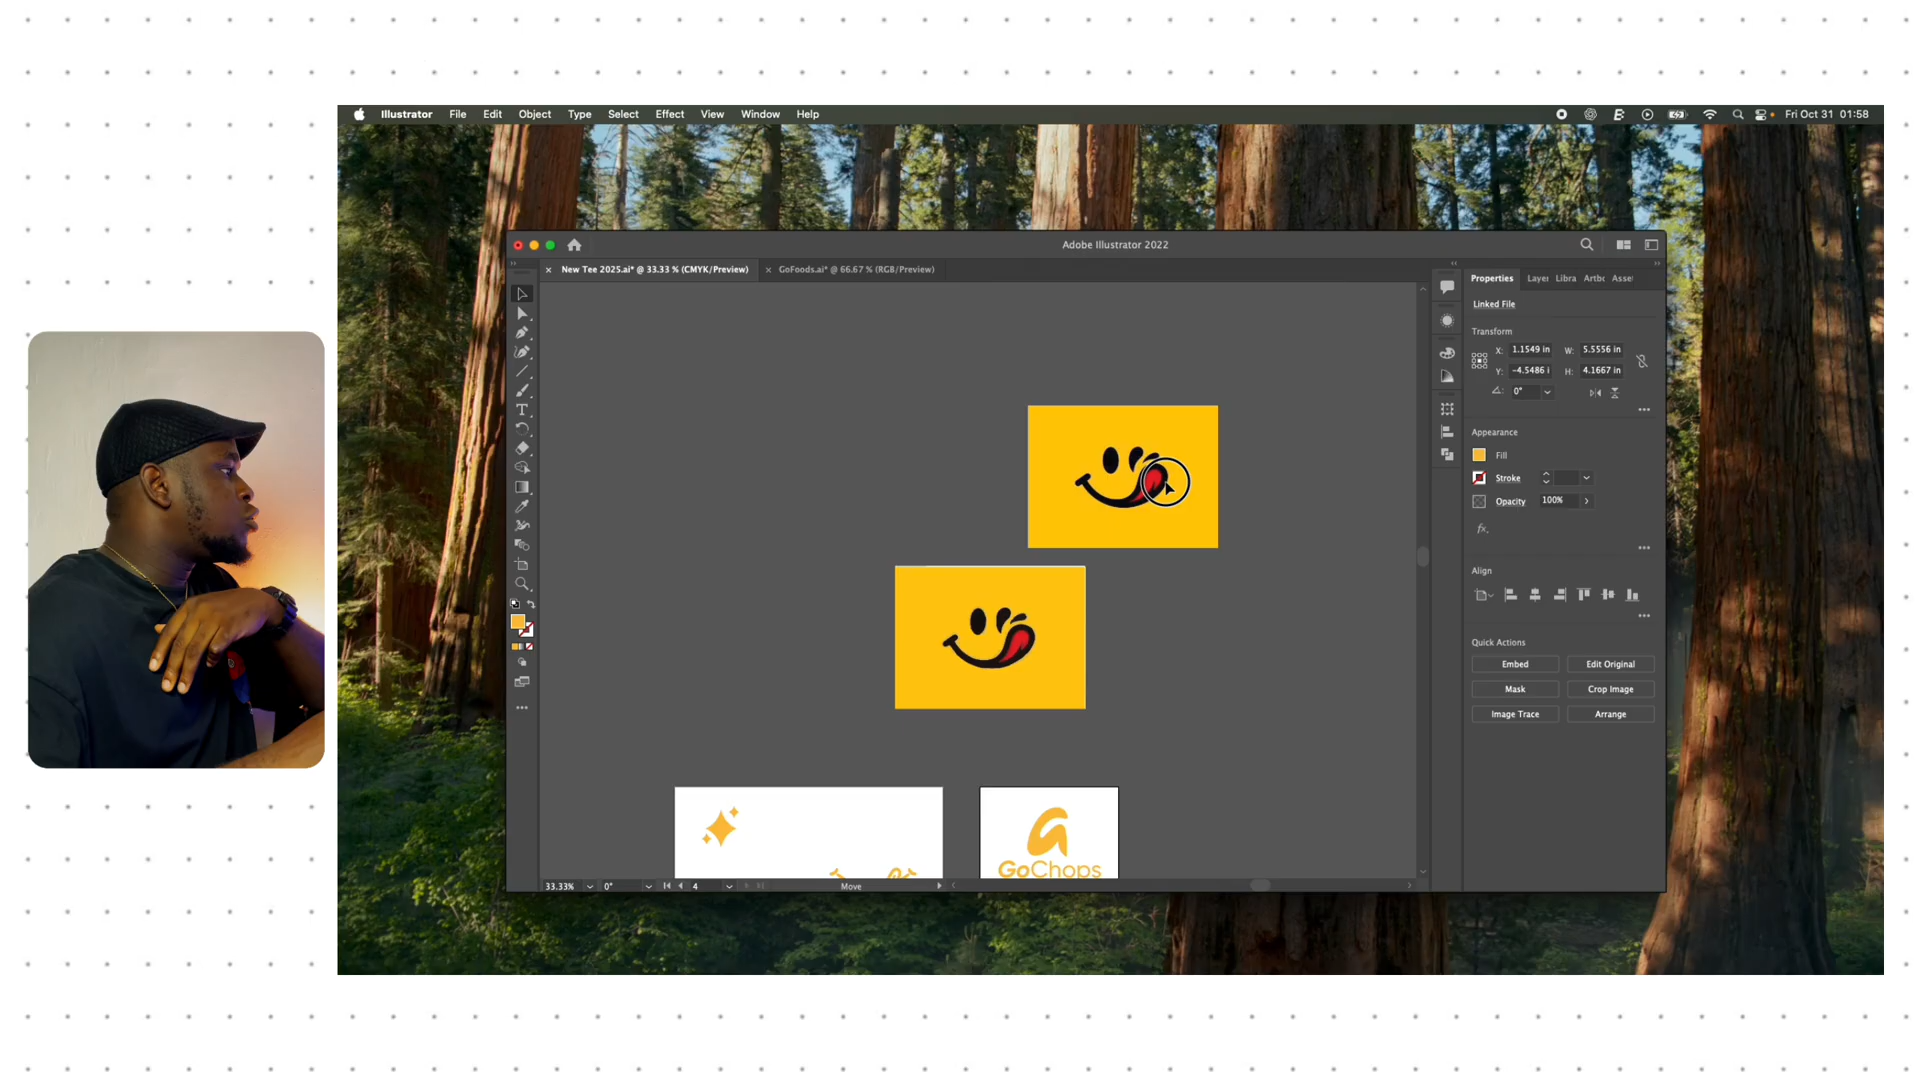 Illustrator File Edit Object Type Select Effect View Window Help
Fri Oct 31 01:58
Adobe Illustrator 2022
New Tee 2025.ai* @ 33.33 % (CMYK/Preview)
GoFoods.ai* @ 66.67 % (RGB/Preview)
Properties Layer Libra Artbo Asset
Linked File
Transform
X: 1.1549 in W: 5.5556 in
Y: -4.5486 i H: 4.1667 in
0°
Appearance
Fill
Stroke
Opacity 100%
fx.
Align
Quick Actions
Embed Edit Original
Mask Crop Image
Image Trace Arrange
GoChops
33.33% 0° 4 Move